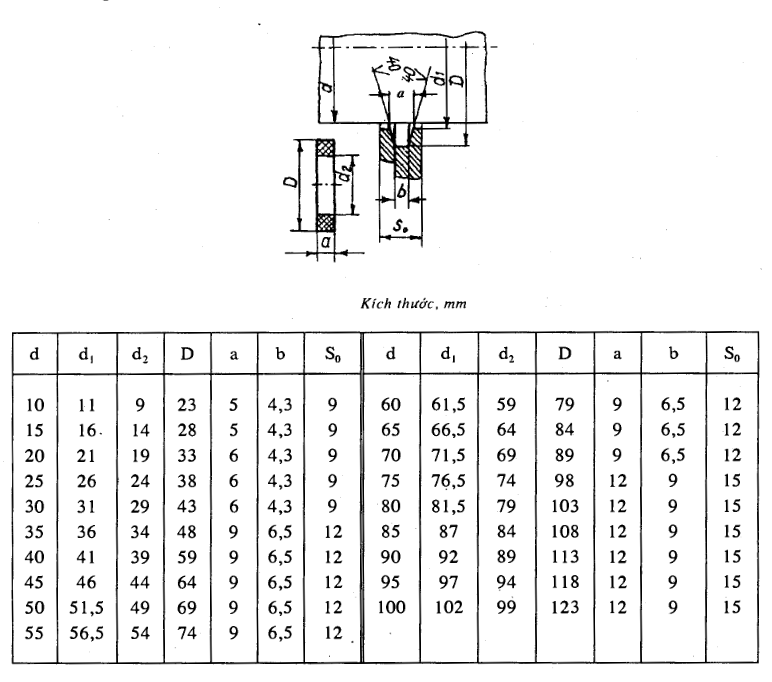 d d1 D
40 40
a
D d2
b
a S₀
Kích thước, mm
d d₁ d₂ D a b S₀ d d₁ d₂ D a b S₀
10 11 9 23 5 4,3 9 60 61,5 59 79 9 6,5 12
15 16 14 28 5 4,3 9 65 66,5 64 84 9 6,5 12
20 21 19 33 6 4,3 9 70 71,5 69 89 9 6,5 12
25 26 24 38 6 4,3 9 75 76,5 74 98 12 9 15
30 31 29 43 6 4,3 9 80 81,5 79 103 12 9 15
35 36 34 48 9 6,5 12 85 87 84 108 12 9 15
40 41 39 59 9 6,5 12 90 92 89 113 12 9 15
45 46 44 64 9 6,5 12 95 97 94 118 12 9 15
50 51,5 49 69 9 6,5 12 100 102 99 123 12 9 15
55 56,5 54 74 9 6,5 12